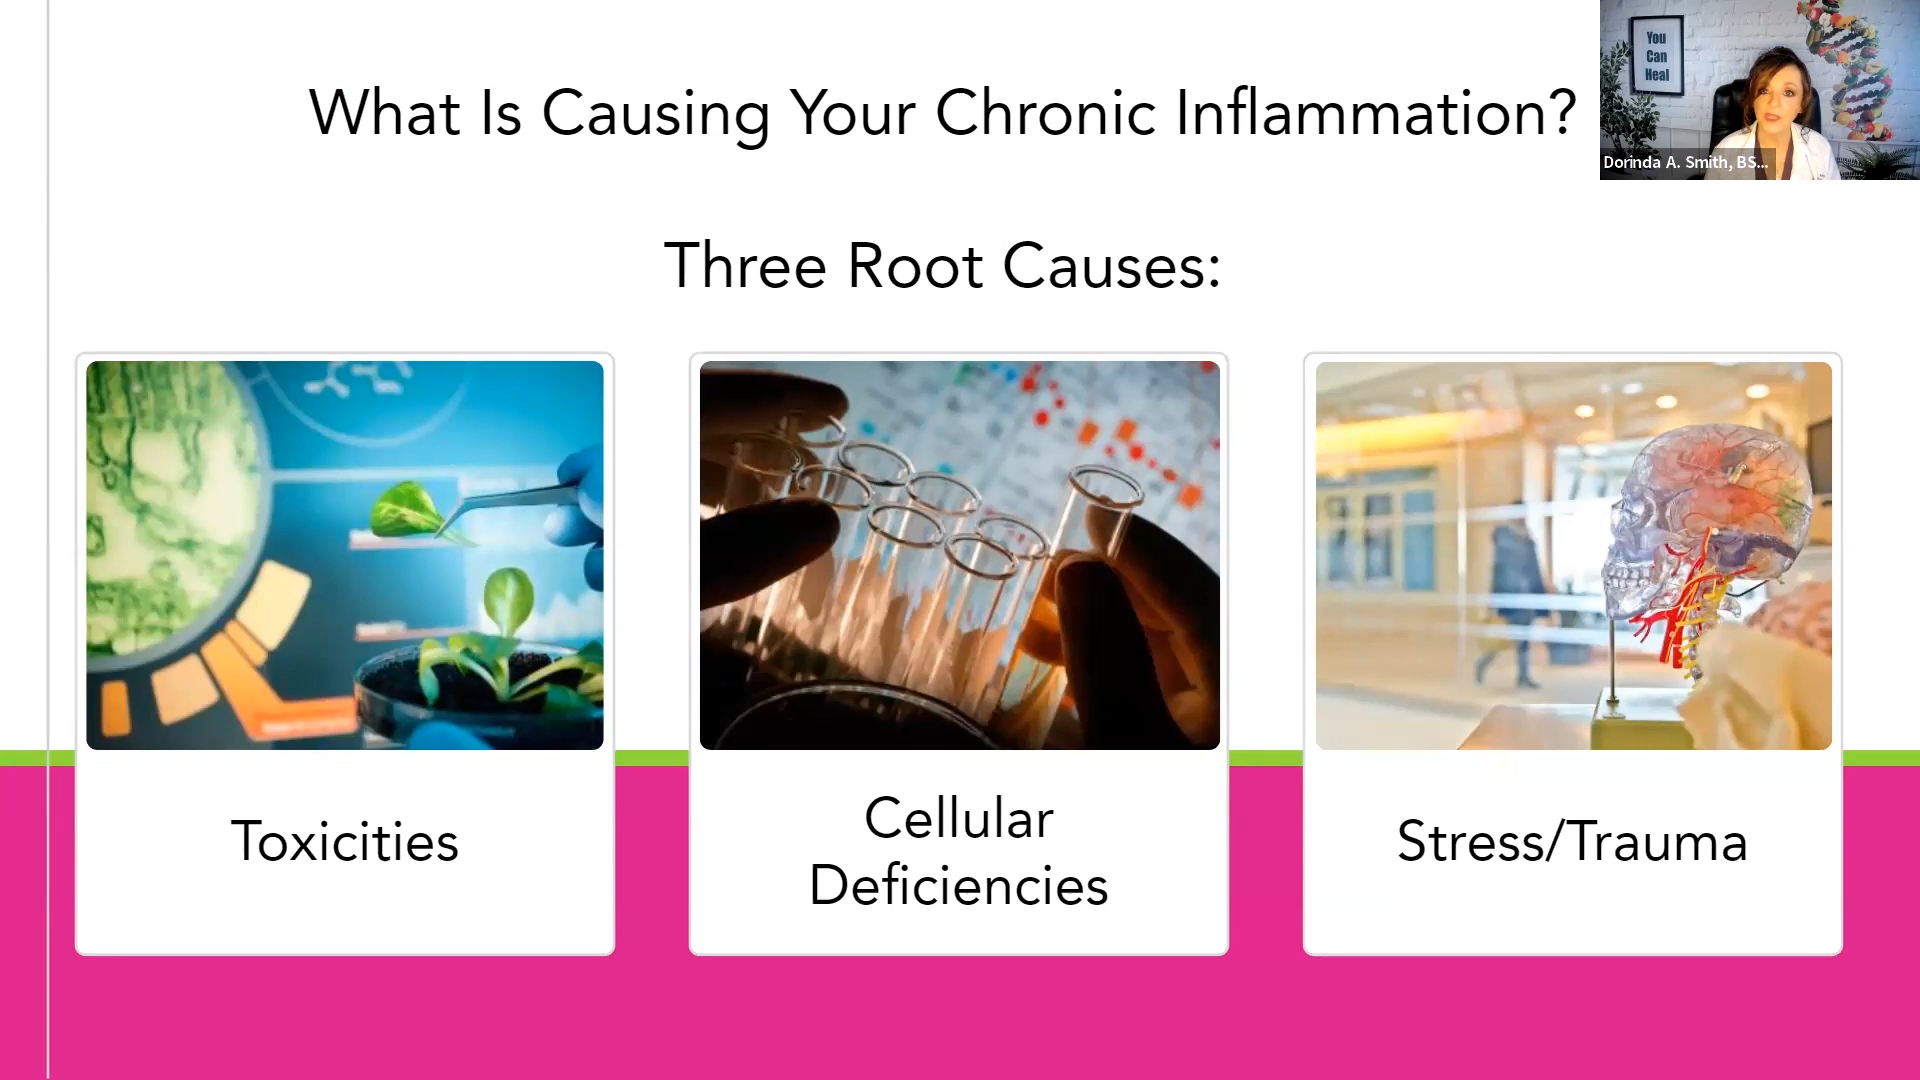 What Is Causing Your Chronic Inflammation?
You
Can
Heal
Dorinda A. Smith, BS...
Three Root Causes:
Toxicities
Cellular
Deficiencies
Stress/Trauma